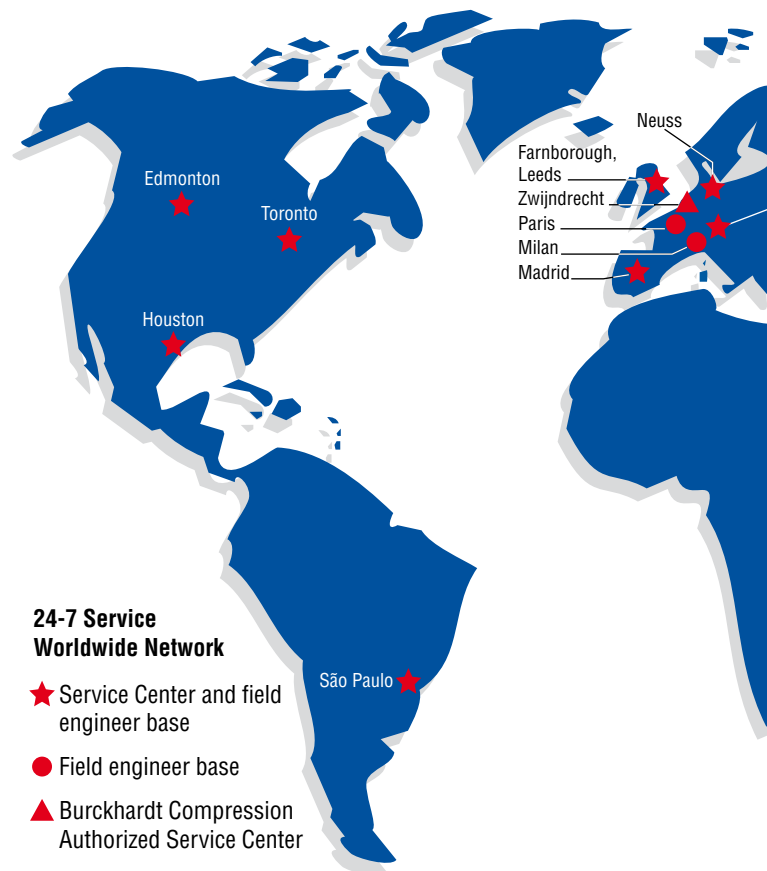 Neuss
Farnborough,
Leeds
Edmonton
Zwijndrecht
Toronto
Paris
Milan
Madrid
Houston
24-7 Service
Worldwide Network
São Paulo
Service Center and field
engineer base
Field engineer base
Burckhardt Compression
Authorized Service Center